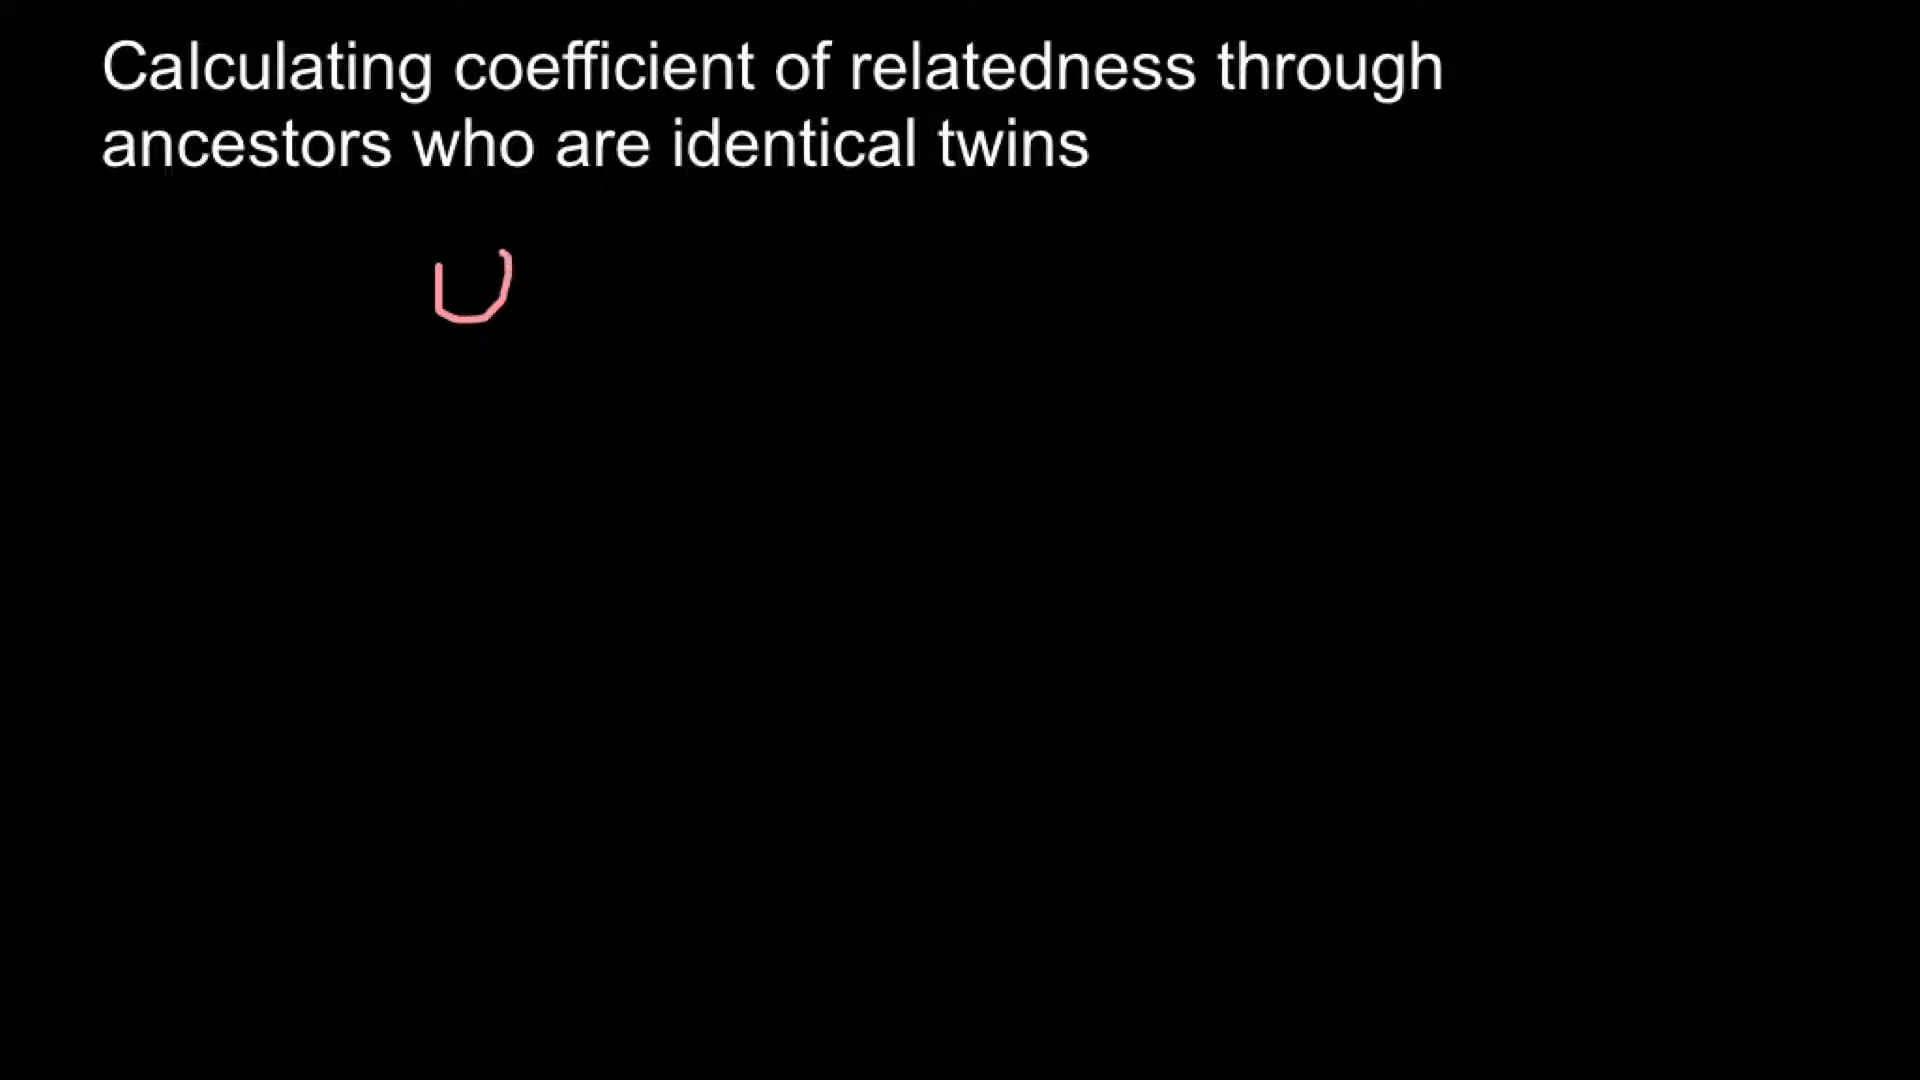 Calculating coefficient of relatedness through
ancestors who are identical twins